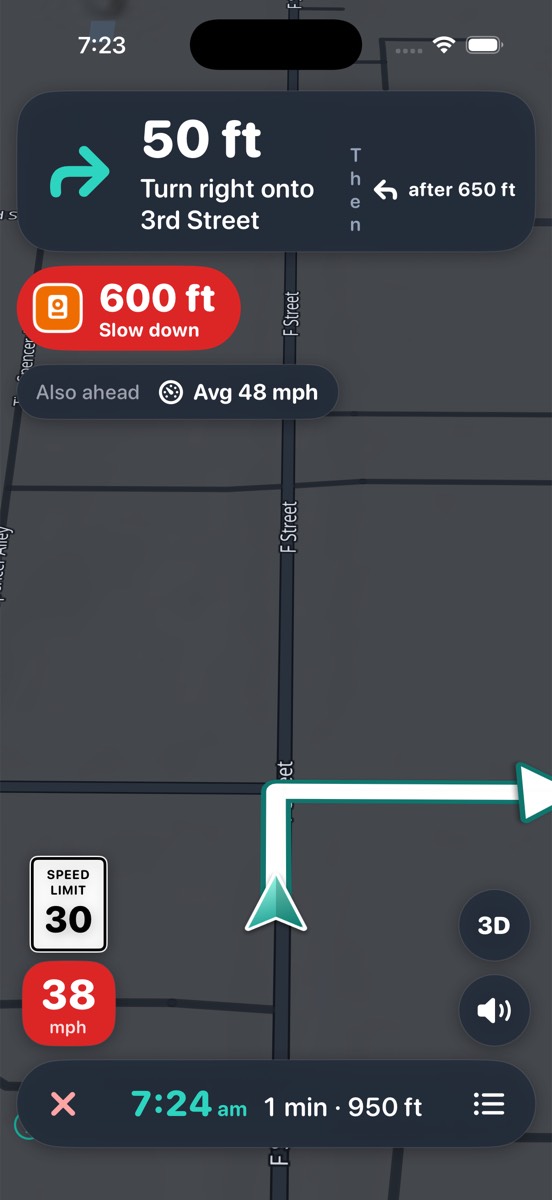 7:23
50 ft
Turn right onto
3rd Street
Then
after 650 ft
600 ft
Slow down
Also ahead
Avg 48 mph
F Street
F Street
SPEED
LIMIT
30
38
mph
3D
7:24 am
1 min · 950 ft